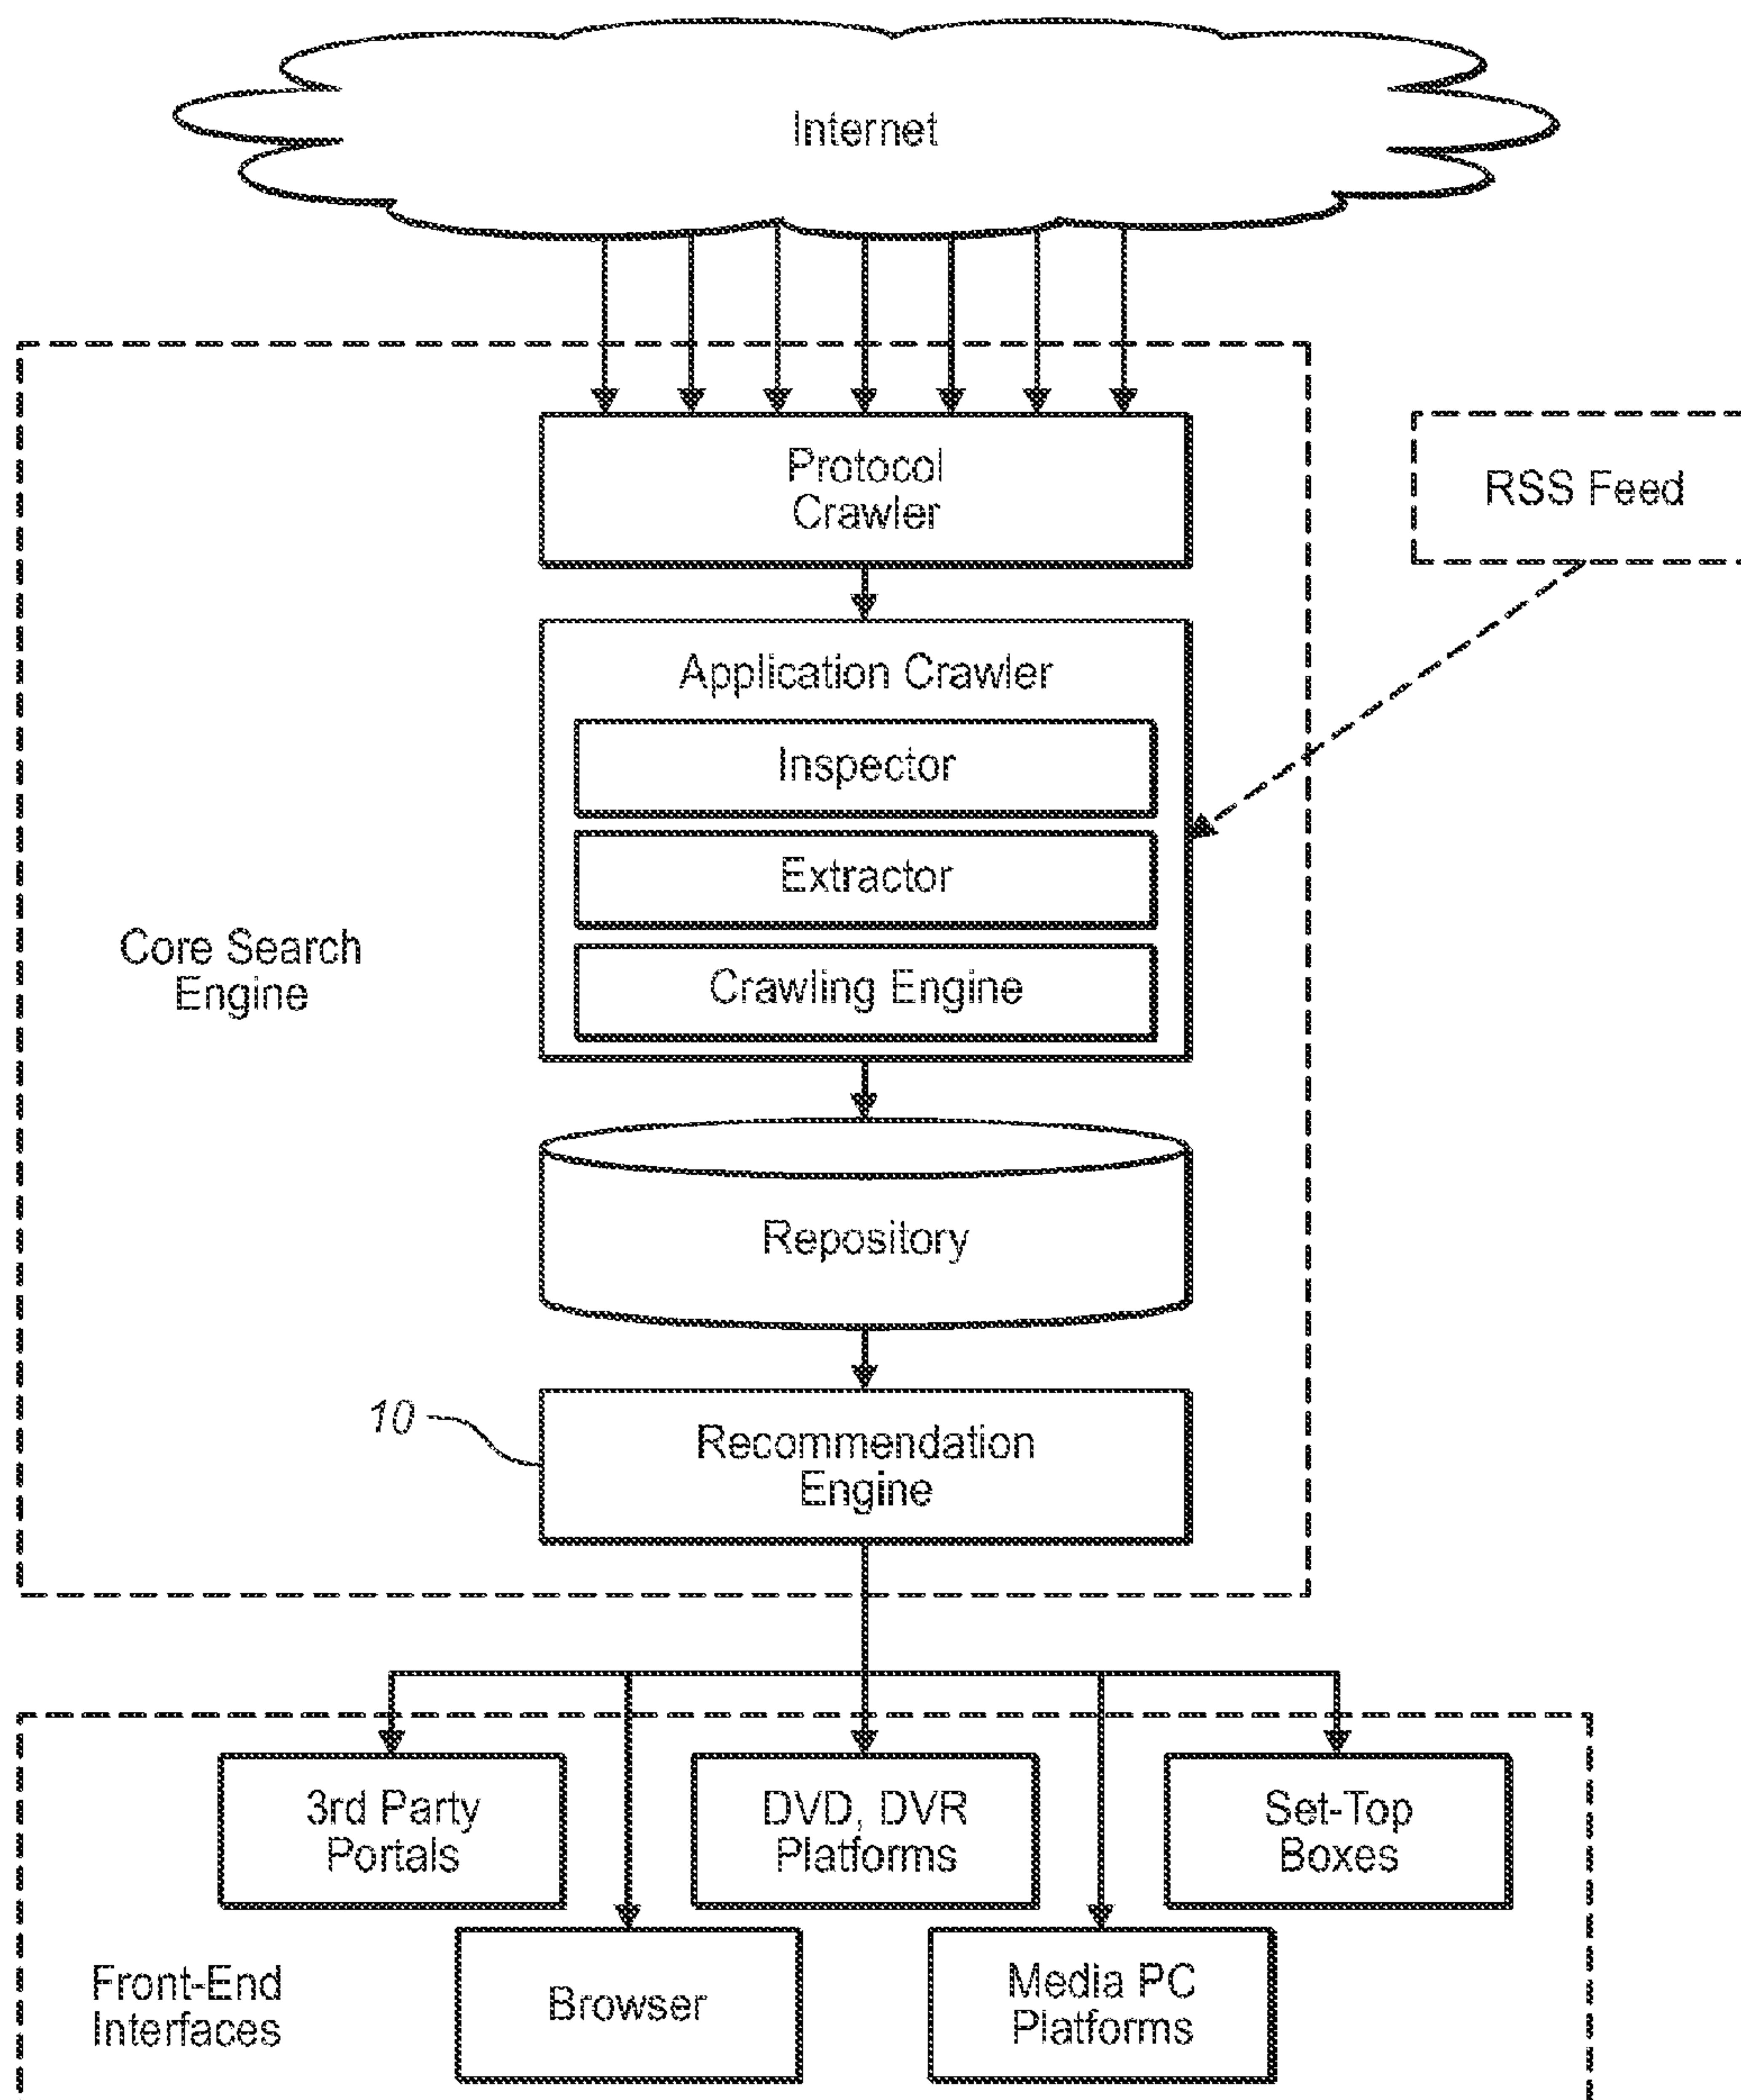 Internet
Protocol
Crawler
RSS Feed
Application Crawler
Inspector
Extractor
Crawling Engine
Core Search
Engine
Repository
10
Recommendation
Engine
3rd Party
Portals
DVD, DVR
Platforms
Set-Top
Boxes
Front-End
Interfaces
Browser
Media PC
Platforms